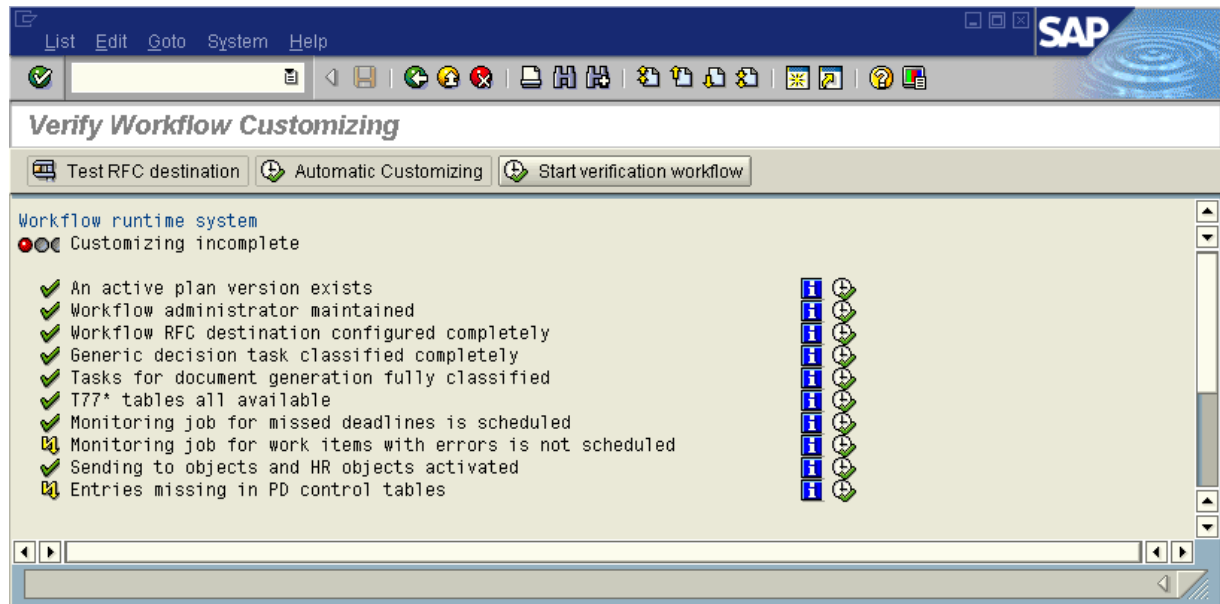 List Edit Goto System Help
SAP
Verify Workflow Customizing
Test RFC destination Automatic Customizing Start verification workflow
Workflow runtime system
Customizing incomplete
An active plan version exists
Workflow administrator maintained
Workflow RFC destination configured completely
Generic decision task classified completely
Tasks for document generation fully classified
T77* tables all available
Monitoring job for missed deadlines is scheduled
Monitoring job for work items with errors is not scheduled
Sending to objects and HR objects activated
Entries missing in PD control tables